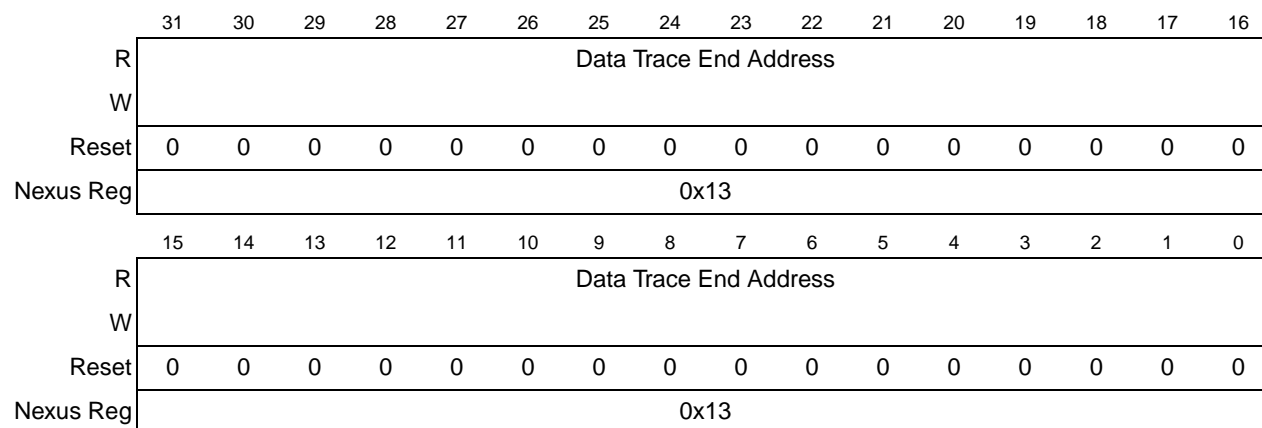 31 30 29 28 27 26 25 24 23 22 21 20 19 18 17 16
R Data Trace End Address
W
Reset 0 0 0 0 0 0 0 0 0 0 0 0 0 0 0 0
Nexus Reg 0x13
15 14 13 12 11 10 9 8 7 6 5 4 3 2 1 0
R Data Trace End Address
W
Reset 0 0 0 0 0 0 0 0 0 0 0 0 0 0 0 0
Nexus Reg 0x13